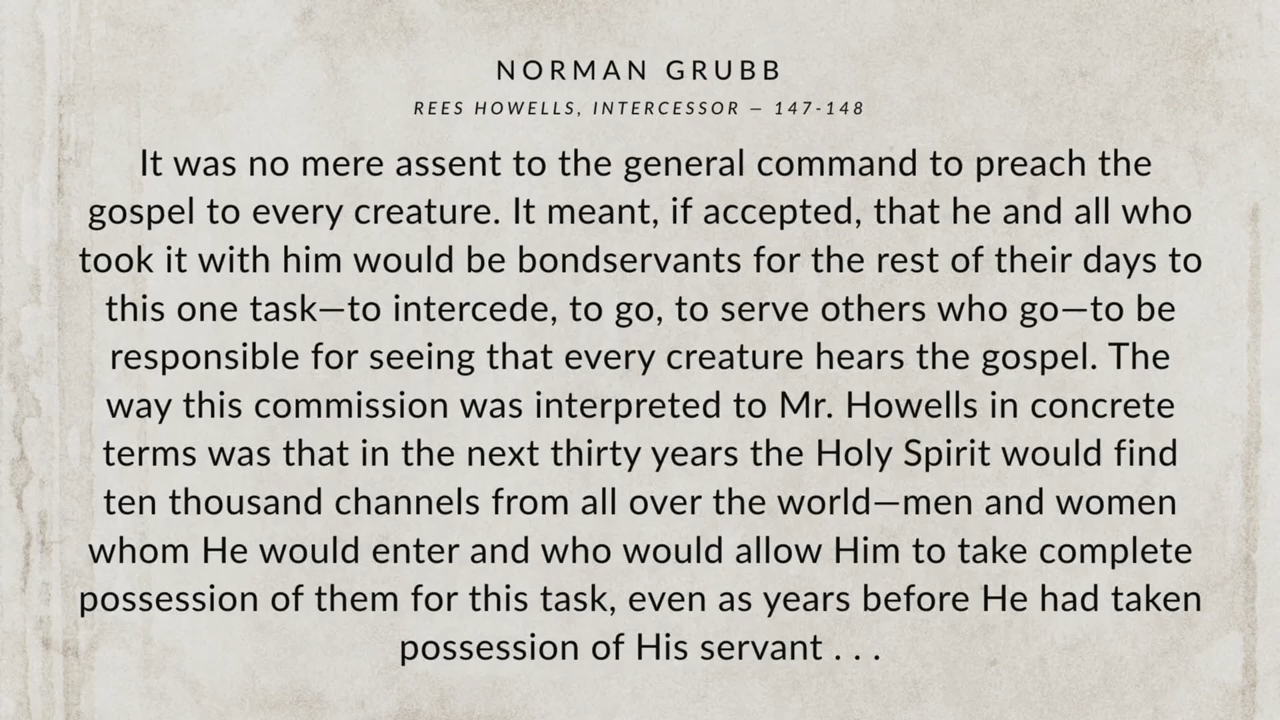 NORMAN GRUBB
REES HOWELLS, INTERCESSOR – 147-148
It was no mere assent to the general command to preach the
gospel to every creature. It meant, if accepted, that he and all who
took it with him would be bondservants for the rest of their days to
this one task—to intercede, to go, to serve others who go—to be
responsible for seeing that every creature hears the gospel. The
way this commission was interpreted to Mr. Howells in concrete
terms was that in the next thirty years the Holy Spirit would find
ten thousand channels from all over the world—men and women
whom He would enter and who would allow Him to take complete
possession of them for this task, even as years before He had taken
possession of His servant . . .